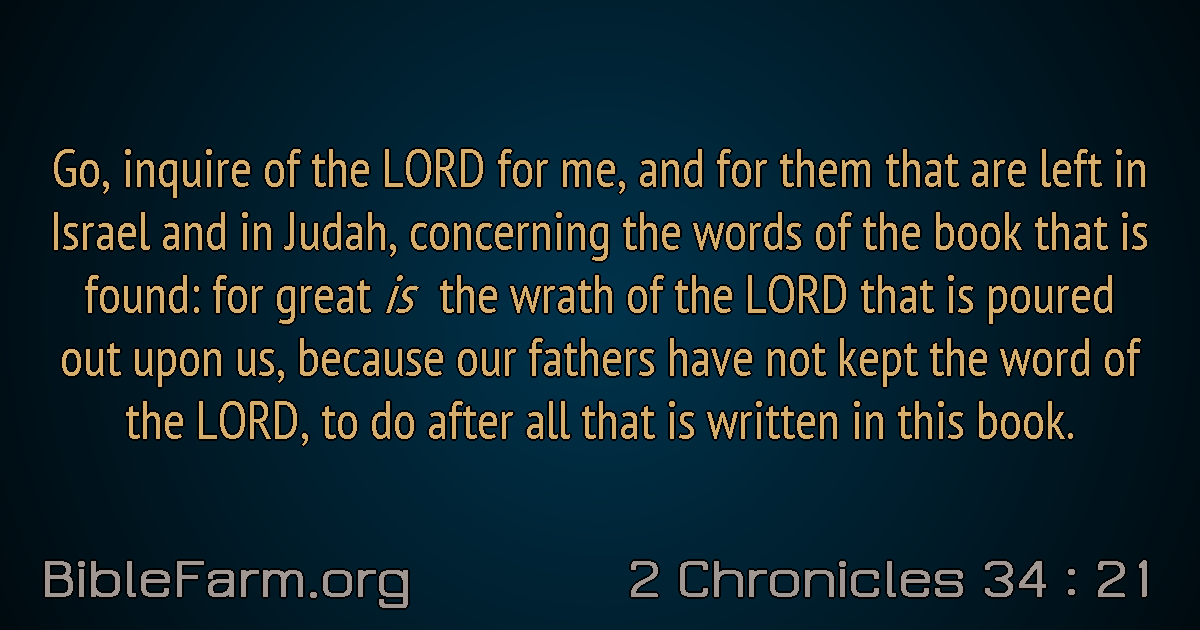 Go, inquire of the LORD for me, and for them that are left in
Israel and in Judah, concerning the words of the book that is
found: for great is the wrath of the LORD that is poured
out upon us, because our fathers have not kept the word of
the LORD, to do after all that is written in this book.
BibleFarm.org
2 Chronicles 34 : 21